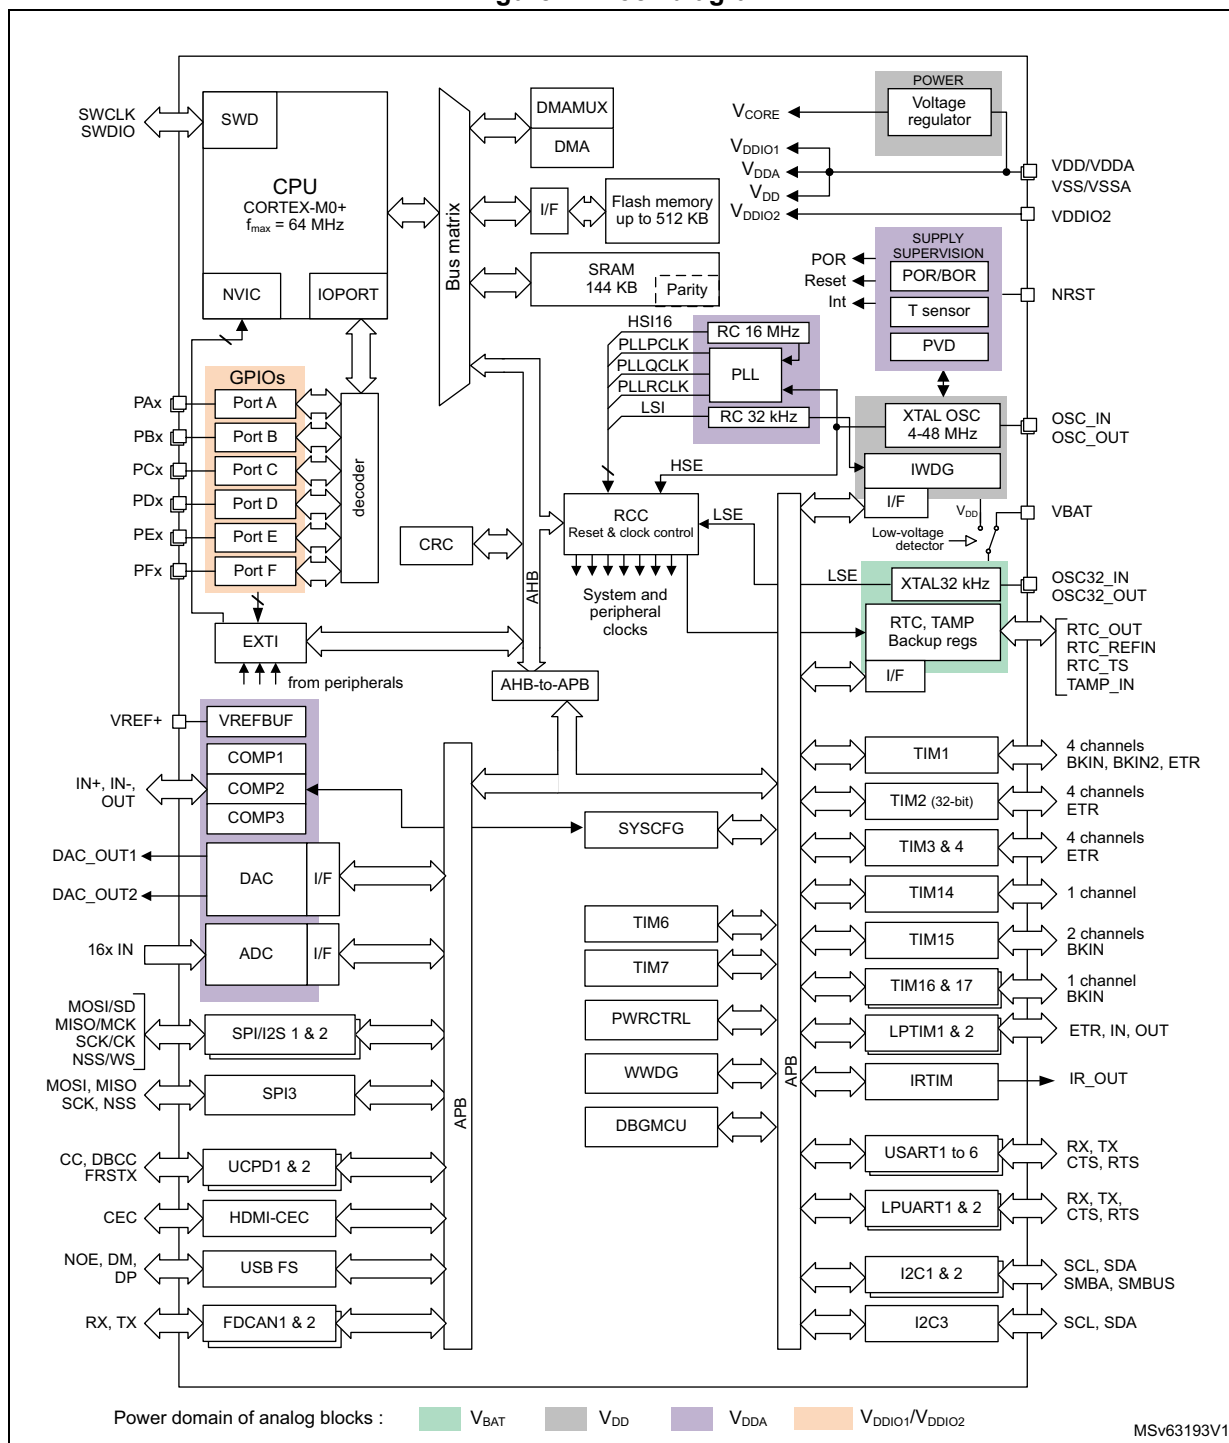 POWER
Voltage
regulator
VCORE
VDDIO1
VDDA
VDD
VDDIO2
VDD/VDDA
VSS/VSSA
VDDIO2
SWCLK
SWDIO
SWD
CPU
CORTEX-M0+
fmax = 64 MHz
NVIC
IOPORT
Bus matrix
DMAMUX
DMA
I/F
Flash memory
up to 512 KB
SRAM
144 KB
Parity
SUPPLY
SUPERVISION
POR/BOR
T sensor
PVD
POR
Reset
Int
NRST
HSI16
PLLPCLK
PLLQCLK
PLLRCLK
LSI
RC 16 MHz
PLL
RC 32 kHz
XTAL OSC
4-48 MHz
IWDG
I/F
OSC_IN
OSC_OUT
HSE
GPIOs
PAx
Port A
PBx
Port B
PCx
Port C
PDx
Port D
PEx
Port E
PFx
Port F
decoder
CRC
RCC
Reset & clock control
LSE
System and
peripheral
clocks
AHB
VDD
Low-voltage
detector
VBAT
LSE
XTAL32 kHz
OSC32_IN
OSC32_OUT
RTC, TAMP
Backup regs
I/F
RTC_OUT
RTC_REFIN
RTC_TS
TAMP_IN
EXTI
from peripherals
AHB-to-APB
VREF+
VREFBUF
COMP1
COMP2
COMP3
IN+, IN-,
OUT
DAC_OUT1
DAC_OUT2
DAC
I/F
16x IN
ADC
I/F
MOSI/SD
MISO/MCK
SCK/CK
NSS/WS
SPI/I2S 1 & 2
MOSI, MISO
SCK, NSS
SPI3
CC, DBCC
FRSTX
UCPD1 & 2
CEC
HDMI-CEC
NOE, DM,
DP
USB FS
RX, TX
FDCAN1 & 2
APB
SYSCFG
TIM6
TIM7
PWRCTRL
WWDG
DBGMCU
APB
TIM1
4 channels
BKIN, BKIN2, ETR
TIM2 (32-bit)
4 channels
ETR
TIM3 & 4
4 channels
ETR
TIM14
1 channel
TIM15
2 channels
BKIN
TIM16 & 17
1 channel
BKIN
LPTIM1 & 2
ETR, IN, OUT
IRTIM
IR_OUT
USART1 to 6
RX, TX
CTS, RTS
LPUART1 & 2
RX, TX,
CTS, RTS
I2C1 & 2
SCL, SDA
SMBA, SMBUS
I2C3
SCL, SDA
Power domain of analog blocks :
VBAT
VDD
VDDA
VDDIO1/VDDIO2
MSv63193V1